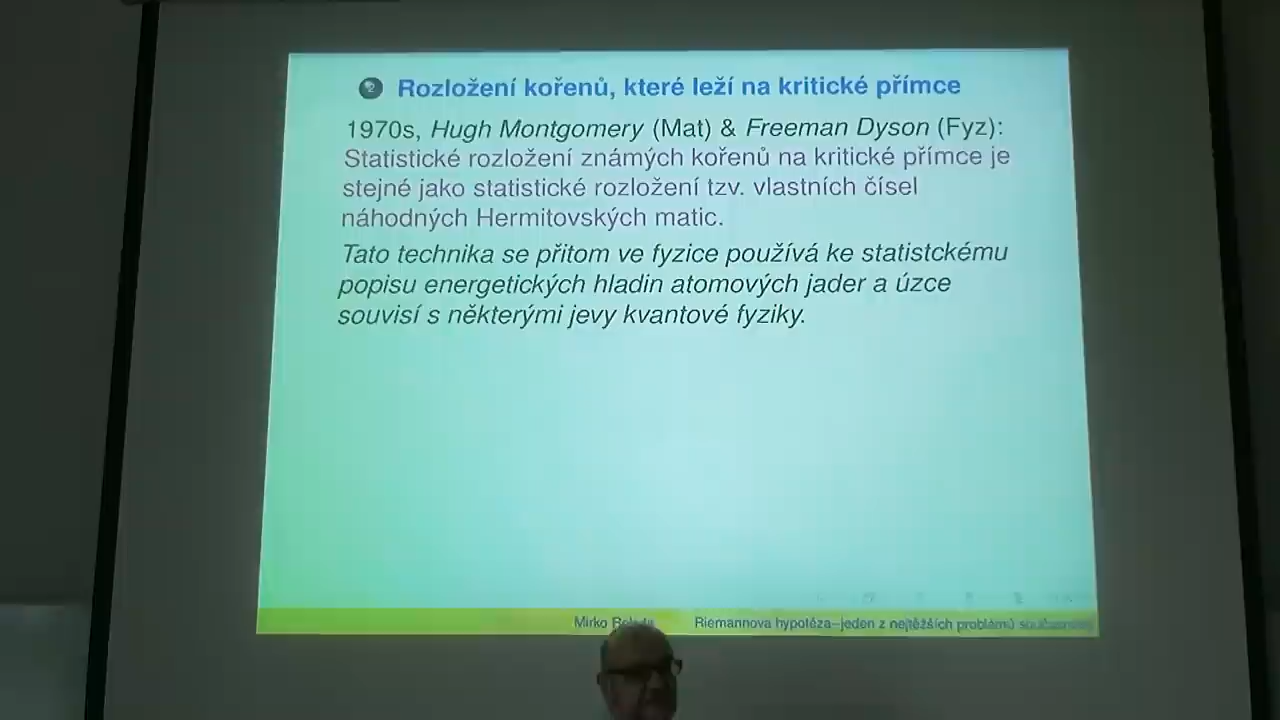 2 Rozložení kořenů, které leží na kritické přímce
1970s, Hugh Montgomery (Mat) & Freeman Dyson (Fyz):
Statistické rozložení známých kořenů na kritické přímce je
stejné jako statistické rozložení tzv. vlastních čísel
náhodných Hermitovských matic.
Tato technika se přitom ve fyzice používá ke statistckému
popisu energetických hladin atomových jader a úzce
souvisí s některými jevy kvantové fyziky.
Mirko Riemannova hypotéza–jeden z nejtěžších problémů